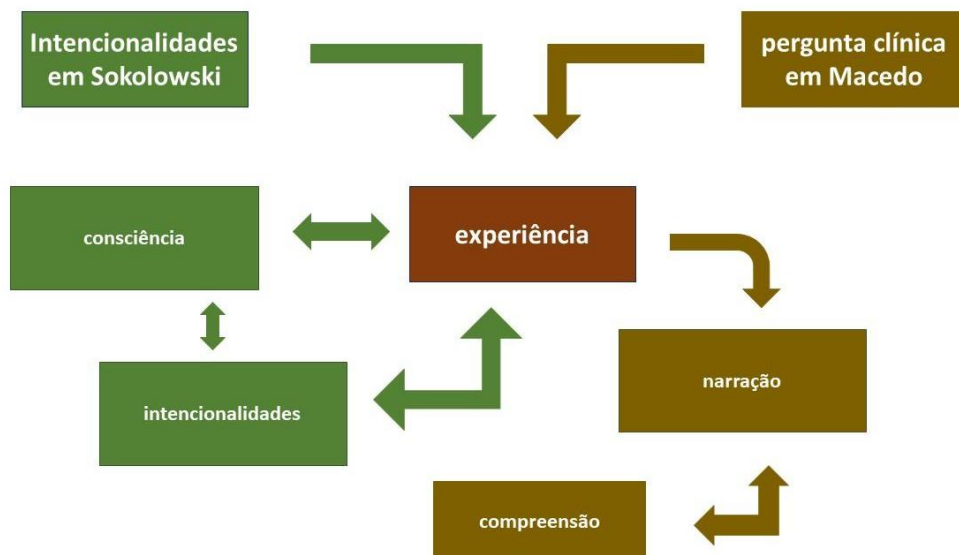 Intencionalidades
em Sokolowski
pergunta clínica
em Macedo
consciência
experiência
intencionalidades
narração
compreensão